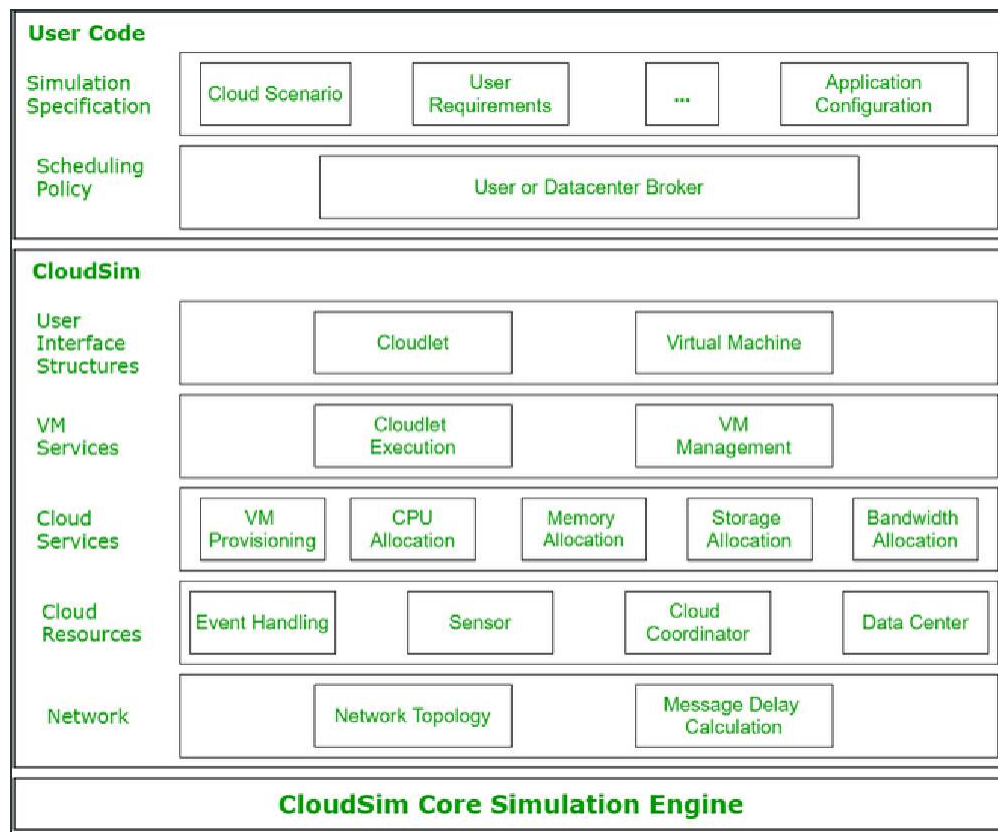 User Code
Simulation
Specification
Cloud Scenario
User
Requirements
...
Application
Configuration
Scheduling
Policy
User or Datacenter Broker
CloudSim
User
Interface
Structures
Cloudlet
Virtual Machine
VM
Services
Cloudlet
Execution
VM
Management
Cloud
Services
VM
Provisioning
CPU
Allocation
Memory
Allocation
Storage
Allocation
Bandwidth
Allocation
Cloud
Resources
Event Handling
Sensor
Cloud
Coordinator
Data Center
Network
Network Topology
Message Delay
Calculation
CloudSim Core Simulation Engine